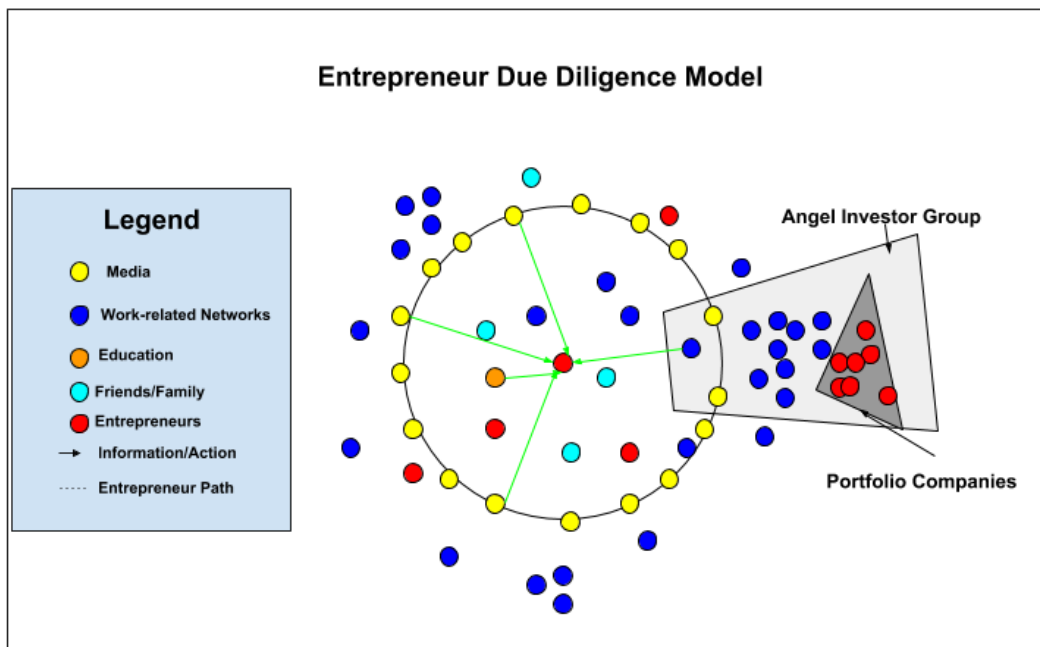 Entrepreneur Due Diligence Model
Legend
Media
Work-related Networks
Education
Friends/Family
Entrepreneurs
Information/Action
Entrepreneur Path
Angel Investor Group
Portfolio Companies